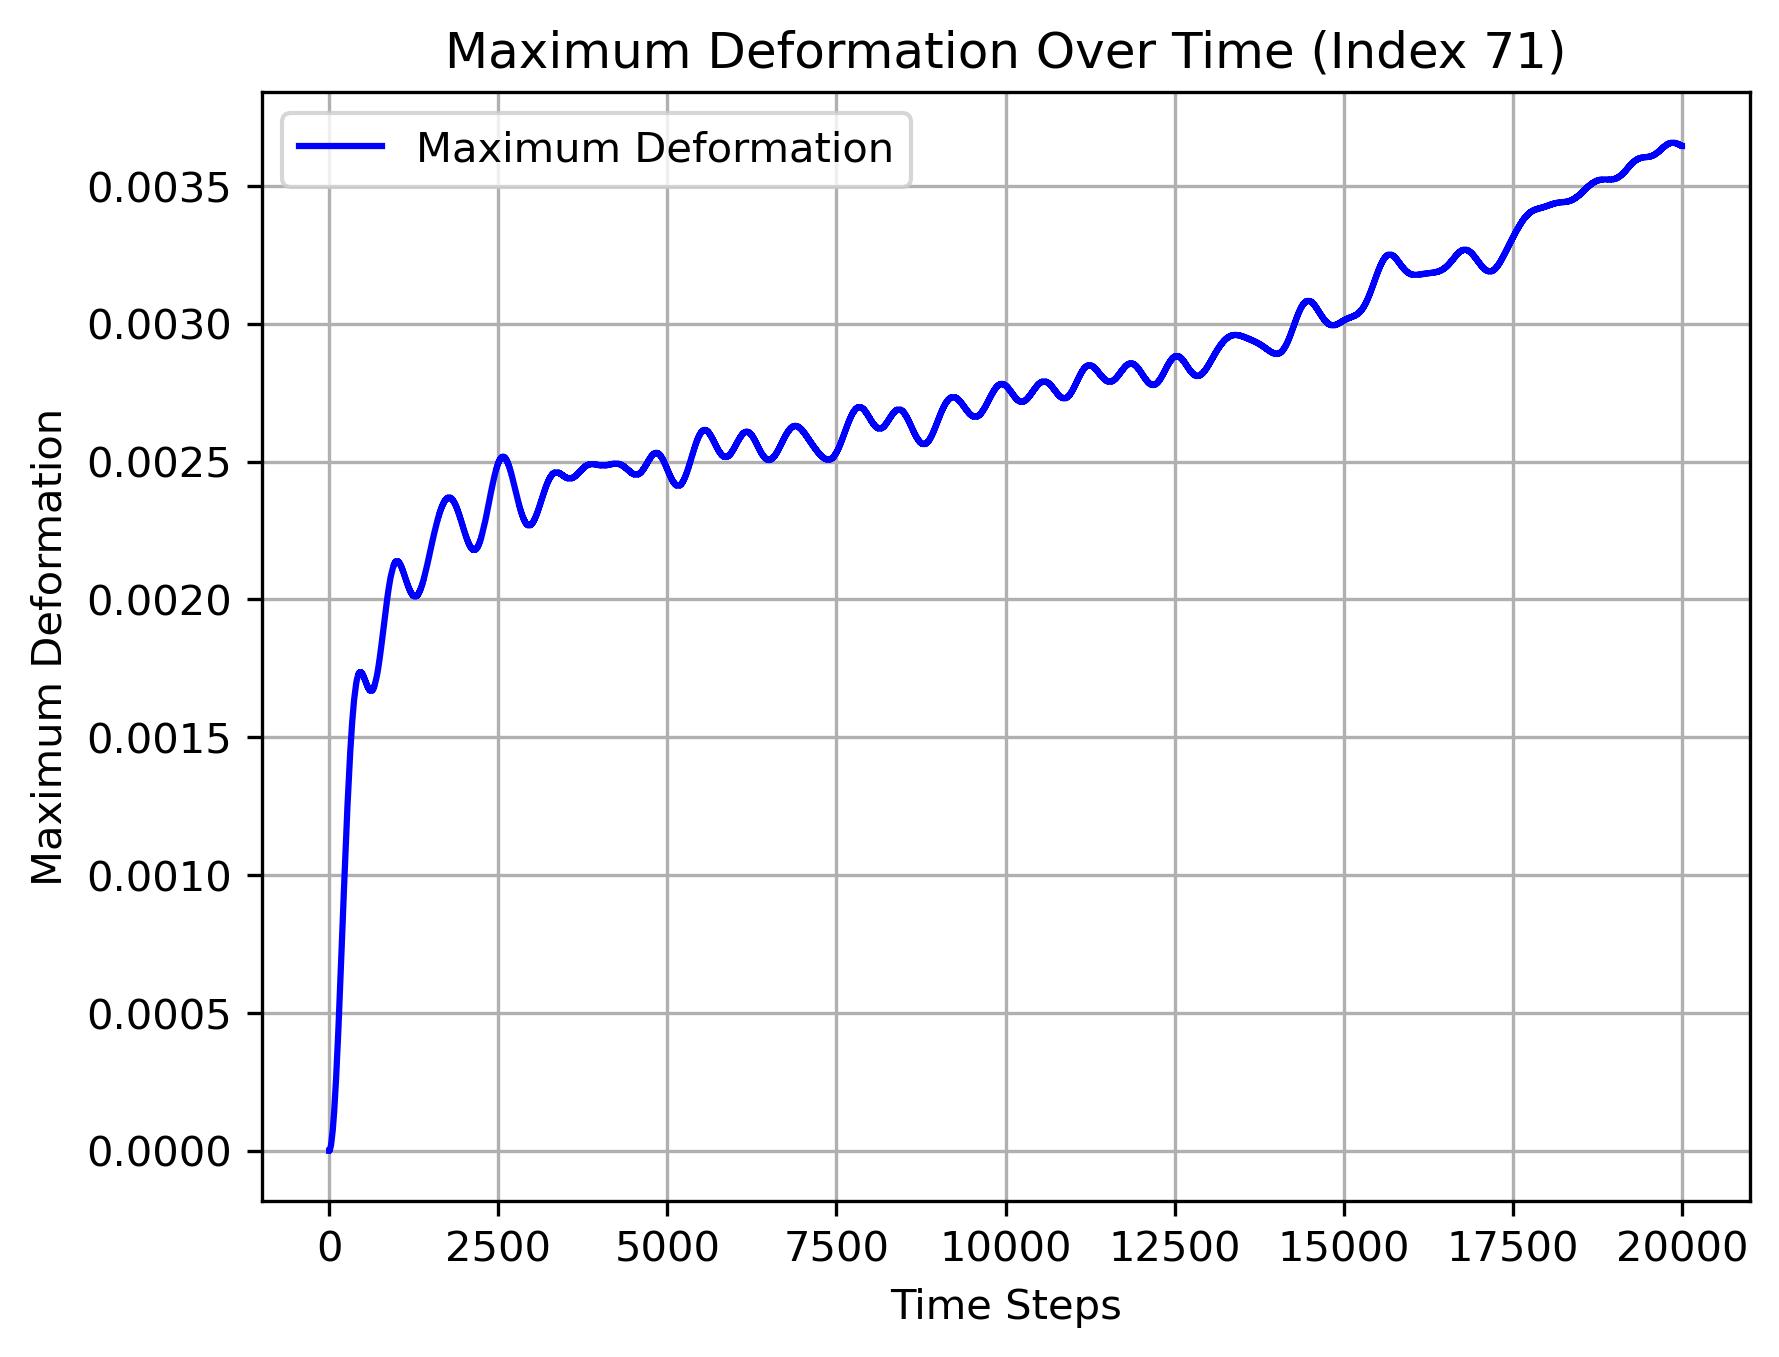 Maximum Deformation Over Time (Index 71)
Maximum Deformation
0.0035
0.0030
0.0025
0.0020
0.0015
0.0010
0.0005
0.0000
Maximum Deformation
0 2500 5000 7500 10000 12500 15000 17500 20000
Time Steps